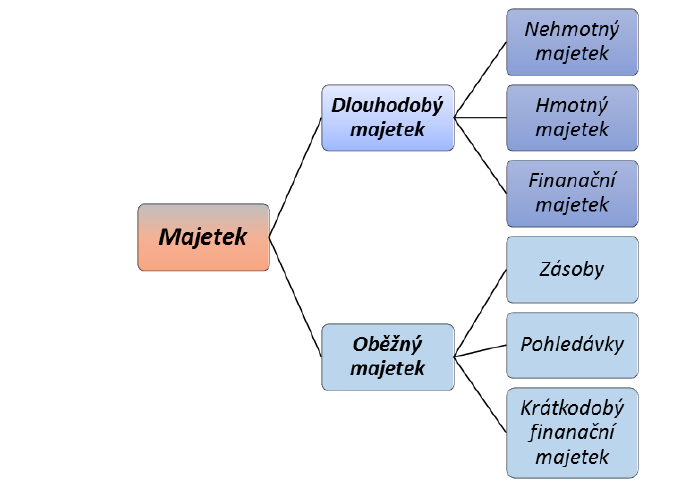 Nehmotný
majetek
Dlouhodobý
majetek
Hmotný
majetek
Finanační
majetek
Majetek
Zásoby
Oběžný
majetek
Pohledávky
Krátkodobý
finanační
majetek